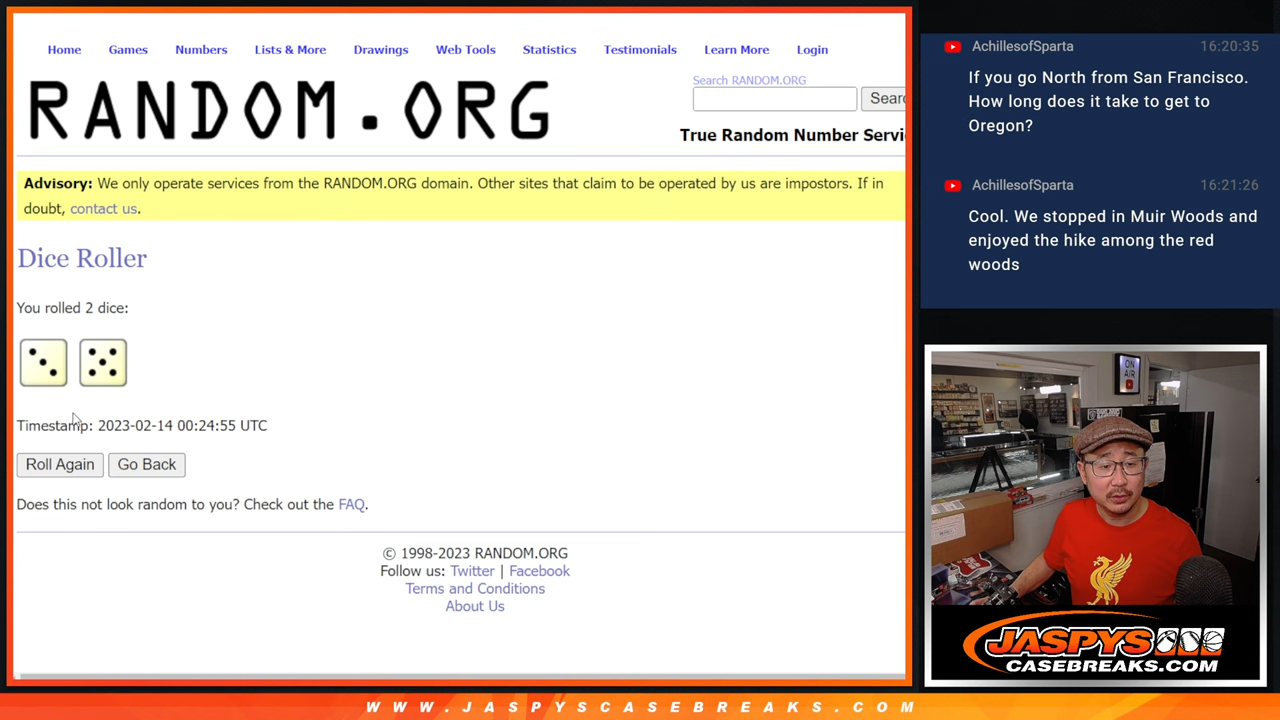 Home Games Numbers Lists & More Drawings Web Tools Statistics Testimonials Learn More Login
RANDOM.ORG
Search RANDOM.ORG
Searc
True Random Number Servi
Advisory: We only operate services from the RANDOM.ORG domain. Other sites that claim to be operated by us are impostors. If in
doubt, contact us.
Dice Roller
You rolled 2 dice:
Timestamp: 2023-02-14 00:24:55 UTC
Roll Again Go Back
Does this not look random to you? Check out the FAQ.
© 1998-2023 RANDOM.ORG
Follow us: Twitter | Facebook
Terms and Conditions
About Us
AchillesofSparta 16:20:35
If you go North from San Francisco.
How long does it take to get to
Oregon?
AchillesofSparta 16:21:26
Cool. We stopped in Muir Woods and
enjoyed the hike among the red
woods
ON
AIR
JASPYS
CASEBREAKS.COM
WWW.JASPYSCASEBREAKS.COM